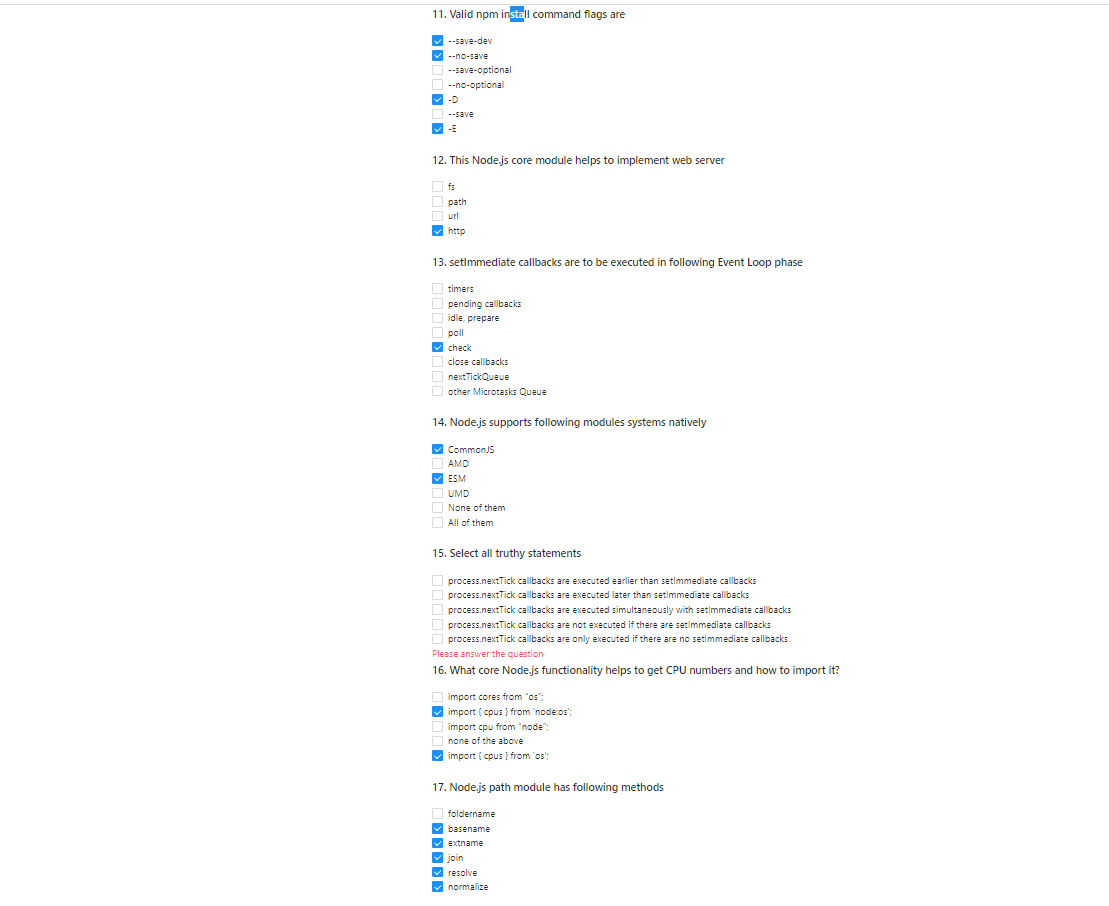 11. Valid npm install command flags are
--save-dev
--no-save
--save-optional
--no-optional
-D
--save
-E
12. This Node.js core module helps to implement web server
fs
path
url
http
13. setImmediate callbacks are to be executed in following Event Loop phase
timers
pending callbacks
idle, prepare
poll
check
close callbacks
nextTickQueue
other Microtasks Queue
14. Node.js supports following modules systems natively
CommonJS
AMD
ESM
UMD
None of them
All of them
15. Select all truthy statements
process.nextTick callbacks are executed earlier than setImmediate callbacks
process.nextTick callbacks are executed later than setImmediate callbacks
process.nextTick callbacks are executed simultaneously with setImmediate callbacks
process.nextTick callbacks are not executed if there are setImmediate callbacks
process.nextTick callbacks are only executed if there are no setImmediate callbacks
Please answer the question
16. What core Node.js functionality helps to get CPU numbers and how to import it?
import cores from "os";
import { cpus } from 'node:os';
import cpu from "node";
none of the above
import { cpus } from 'os';
17. Node.js path module has following methods
foldername
basename
extname
join
resolve
normalize